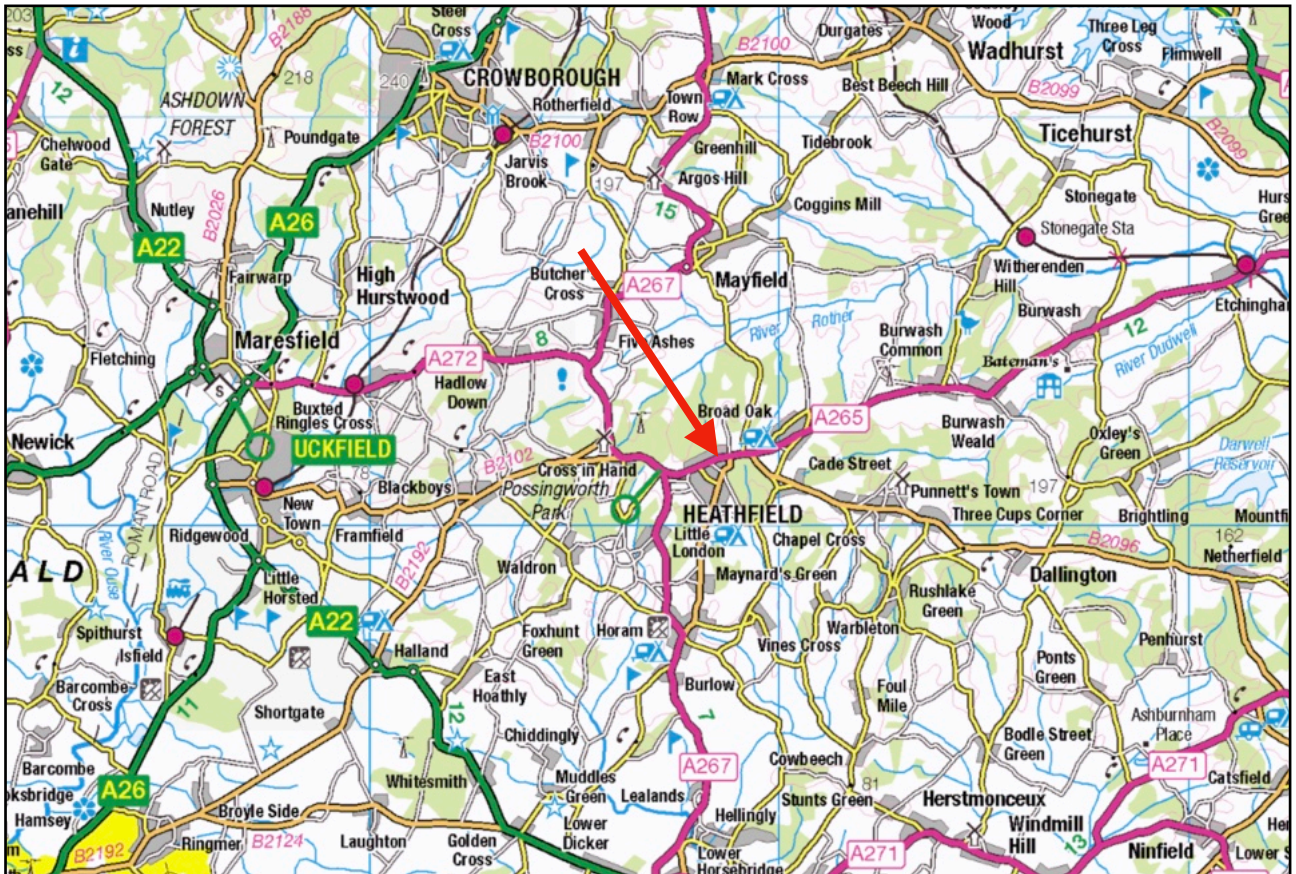 203
Steel
Cross
B2188
218
240
12
ASHDOWN
FOREST
Poundgate
Chelwood
Gate
Nutley
A22
B2026
A26
Fairwarp
High
Hurstwood
Maresfield
Fletching
S
CROWBOROUGH
Rotherfield
B2100
Jarvis
Brook
197
Durgates
B2100
Mark Cross
Town
Row
Greenhill
Argos Hill
15
Tidebrook
Coggins Mill
Best Beech Hill
Wood
Wadhurst
Three Leg
Cross
Flimwell
B2099
B2099
Ticehurst
Stonegate
Stonegate Sta
Witherenden
Hill
Burwash
Etchingha
12
Butcher's
Cross
A267
Mayfield
61
River Rother
Five Ashes
8
A272
Hadlow
Down
Buxted
Ringles Cross
UCKFIELD
78
Newick
ROMAN ROAD
New
Town
Blackboys
Framfield
Ridgewood
River Ouse
B2102
Cross in Hand
Possingworth
Park
Broad Oak
A265
Burwash
Common
Bateman's
River Dudwell
Burwash
Weald
Oxley's
Green
Darwell
Reservoir
Cade Street
Punnett's Town
197
Three Cups Corner
Brightling
162
Netherfield
B2096
HEATHFIELD
Little
London
Chapel Cross
Maynard's Green
Dallington
Rushlake
Green
Warbleton
Vines Cross
Penhurst
Ponts
Green
Foul
Mile
Ashburnham
Place
Bodle Street
Green
A271
Catsfield
ALD
Little
Horsted
A22
B2192
Waldron
Foxhunt
Green
Horam
Halland
East
Hoathly
Spithurst
Isfield
Barcombe
Cross
11
Shortgate
12
Chiddingly
Burlow
7
A267
Cowbeech
81
Stunts Green
Herstmonceux
Windmill
Hill
13
Ninfield
Lower S
Barcombe
A26
Hamsey
B2192
Ringmer
Broyle Side
B2124
Laughton
Whitesmith
Golden
Cross
Muddles
Green
Lealands
Lower
Dicker
Hellingly
Lower
Horsebridge
A271